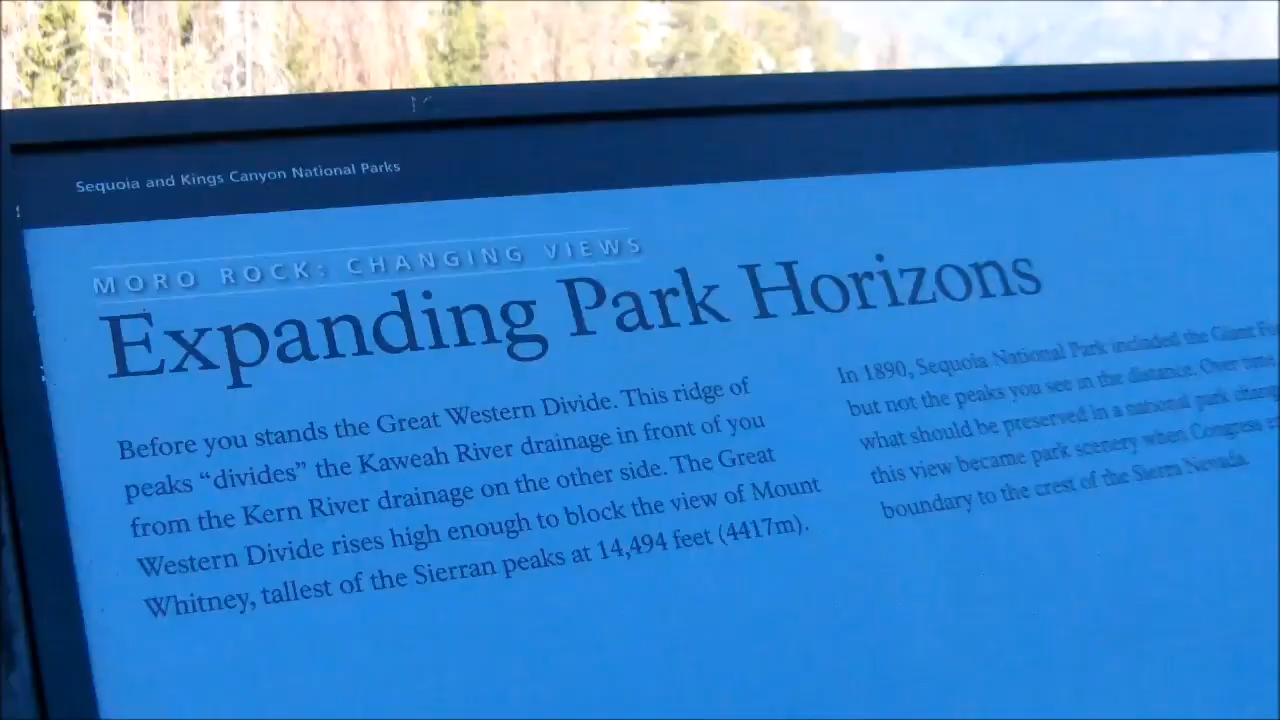 Sequoia and Kings Canyon National Parks
MORO ROCK: CHANGING VIEWS
Expanding Park Horizons
Before you stands the Great Western Divide. This ridge of
peaks “divides” the Kaweah River drainage in front of you
from the Kern River drainage on the other side. The Great
Western Divide rises high enough to block the view of Mount
Whitney, tallest of the Sierran peaks at 14,494 feet (4417m).
In 1890, Sequoia National Park included the Giant
but not the peaks you see in the distance. Over time
what should be preserved in a national park
this view became park scenery when Congress
boundary to the crest of the Sierra Nevada.